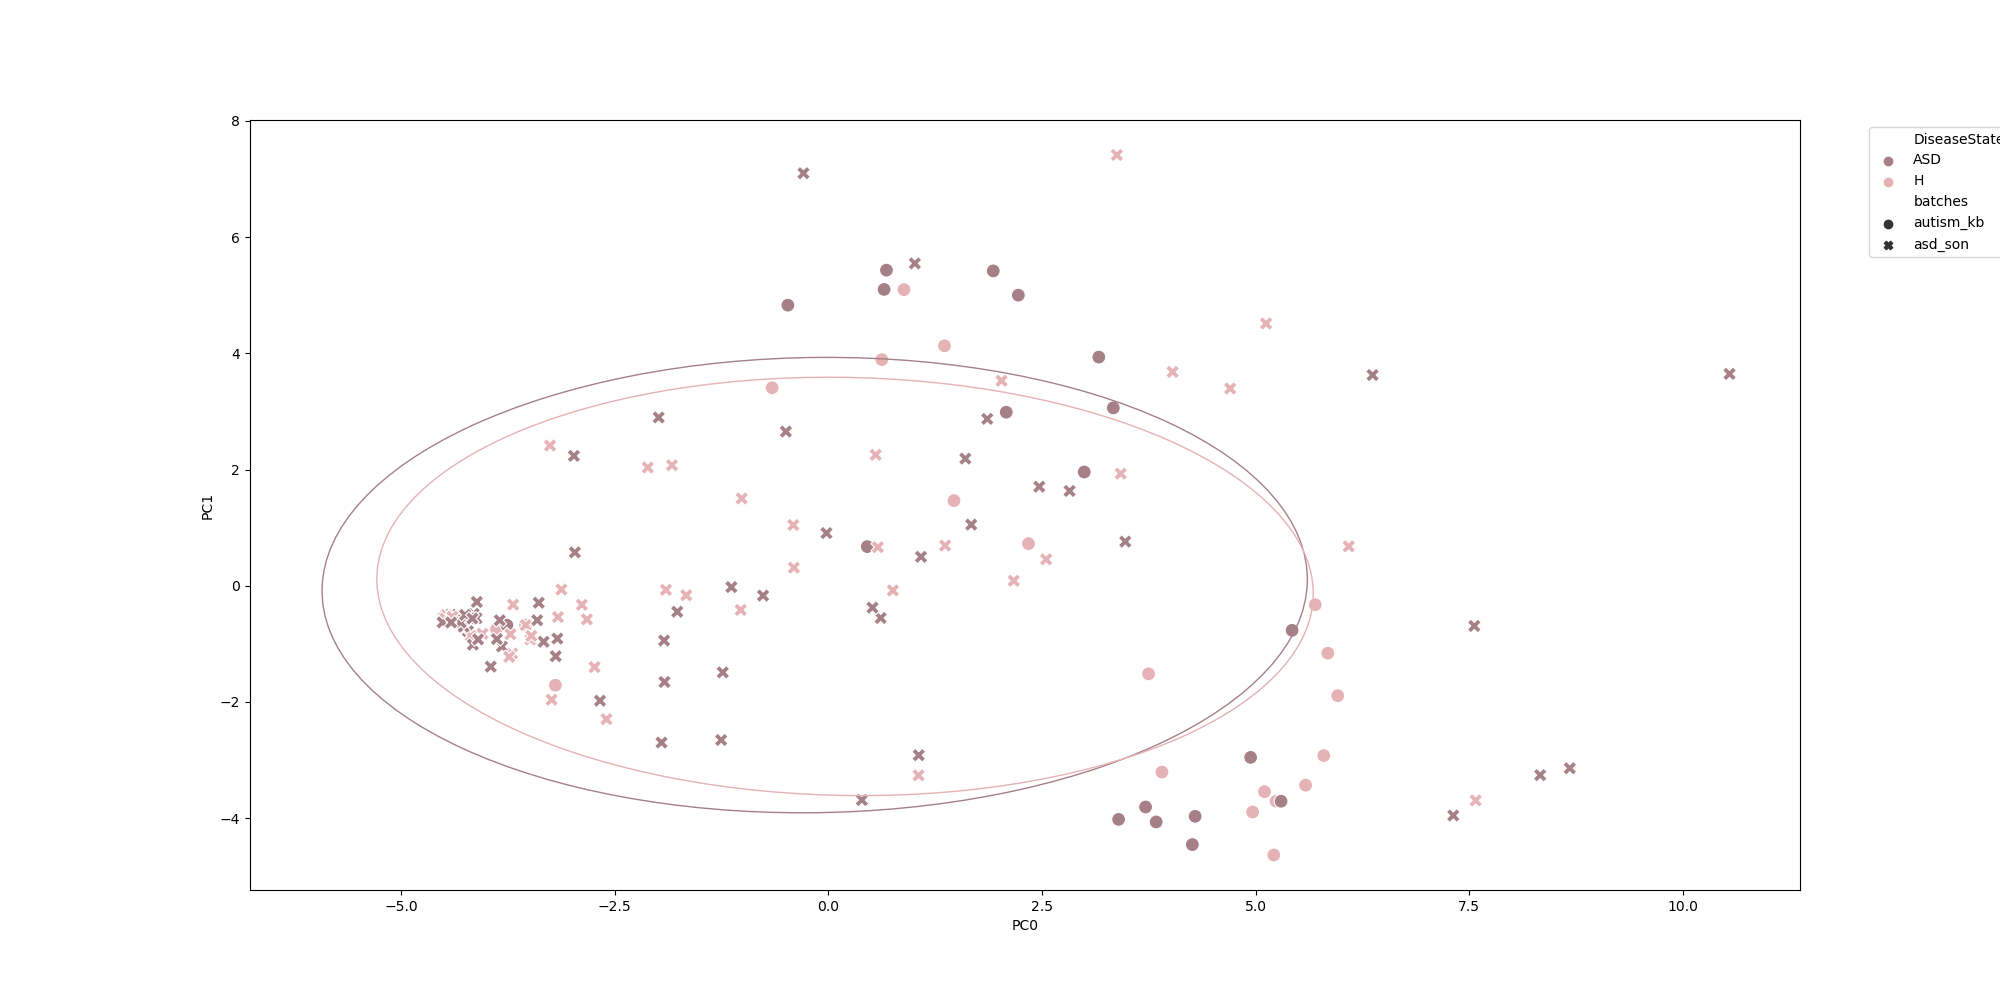 8
6
4
2
0
−2
−4
PC1
−5.0 −2.5 0.0 2.5 5.0 7.5 10.0
PC0
DiseaseState
ASD
H
batches
autism_kb
asd_son